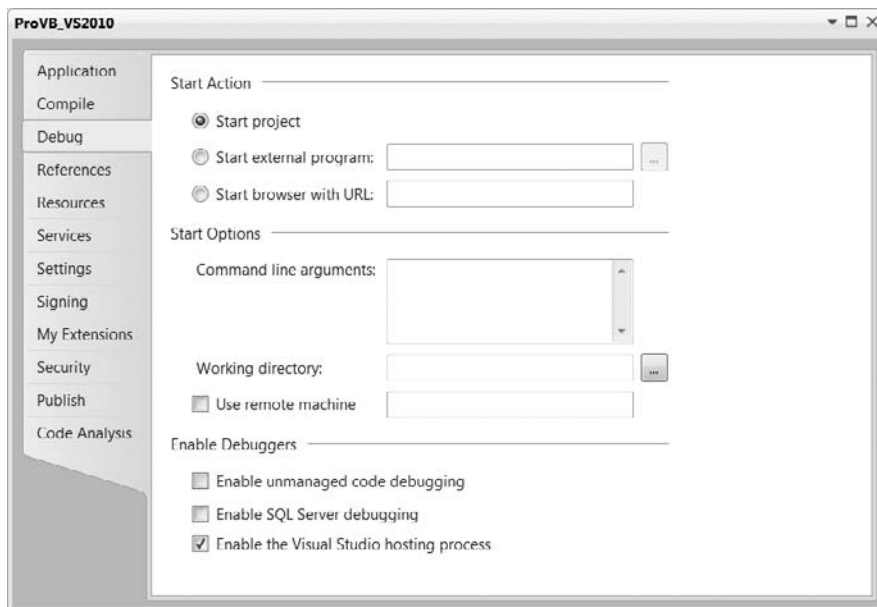 ProVB_VS2010
Application
Compile
Debug
References
Resources
Services
Settings
Signing
My Extensions
Security
Publish
Code Analysis
Start Action
Start project
Start external program:
...
Start browser with URL:
Start Options
Command line arguments:
Working directory:
...
Use remote machine
Enable Debuggers
Enable unmanaged code debugging
Enable SQL Server debugging
Enable the Visual Studio hosting process